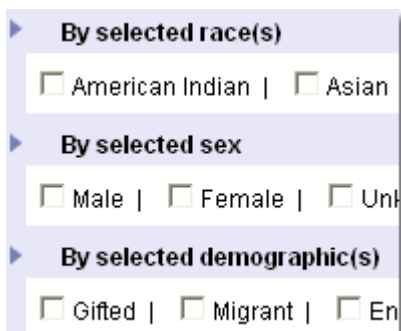 By selected race(s)
American Indian | Asian
By selected sex
Male | Female |
By selected demographic(s)
Gifted | Migrant |